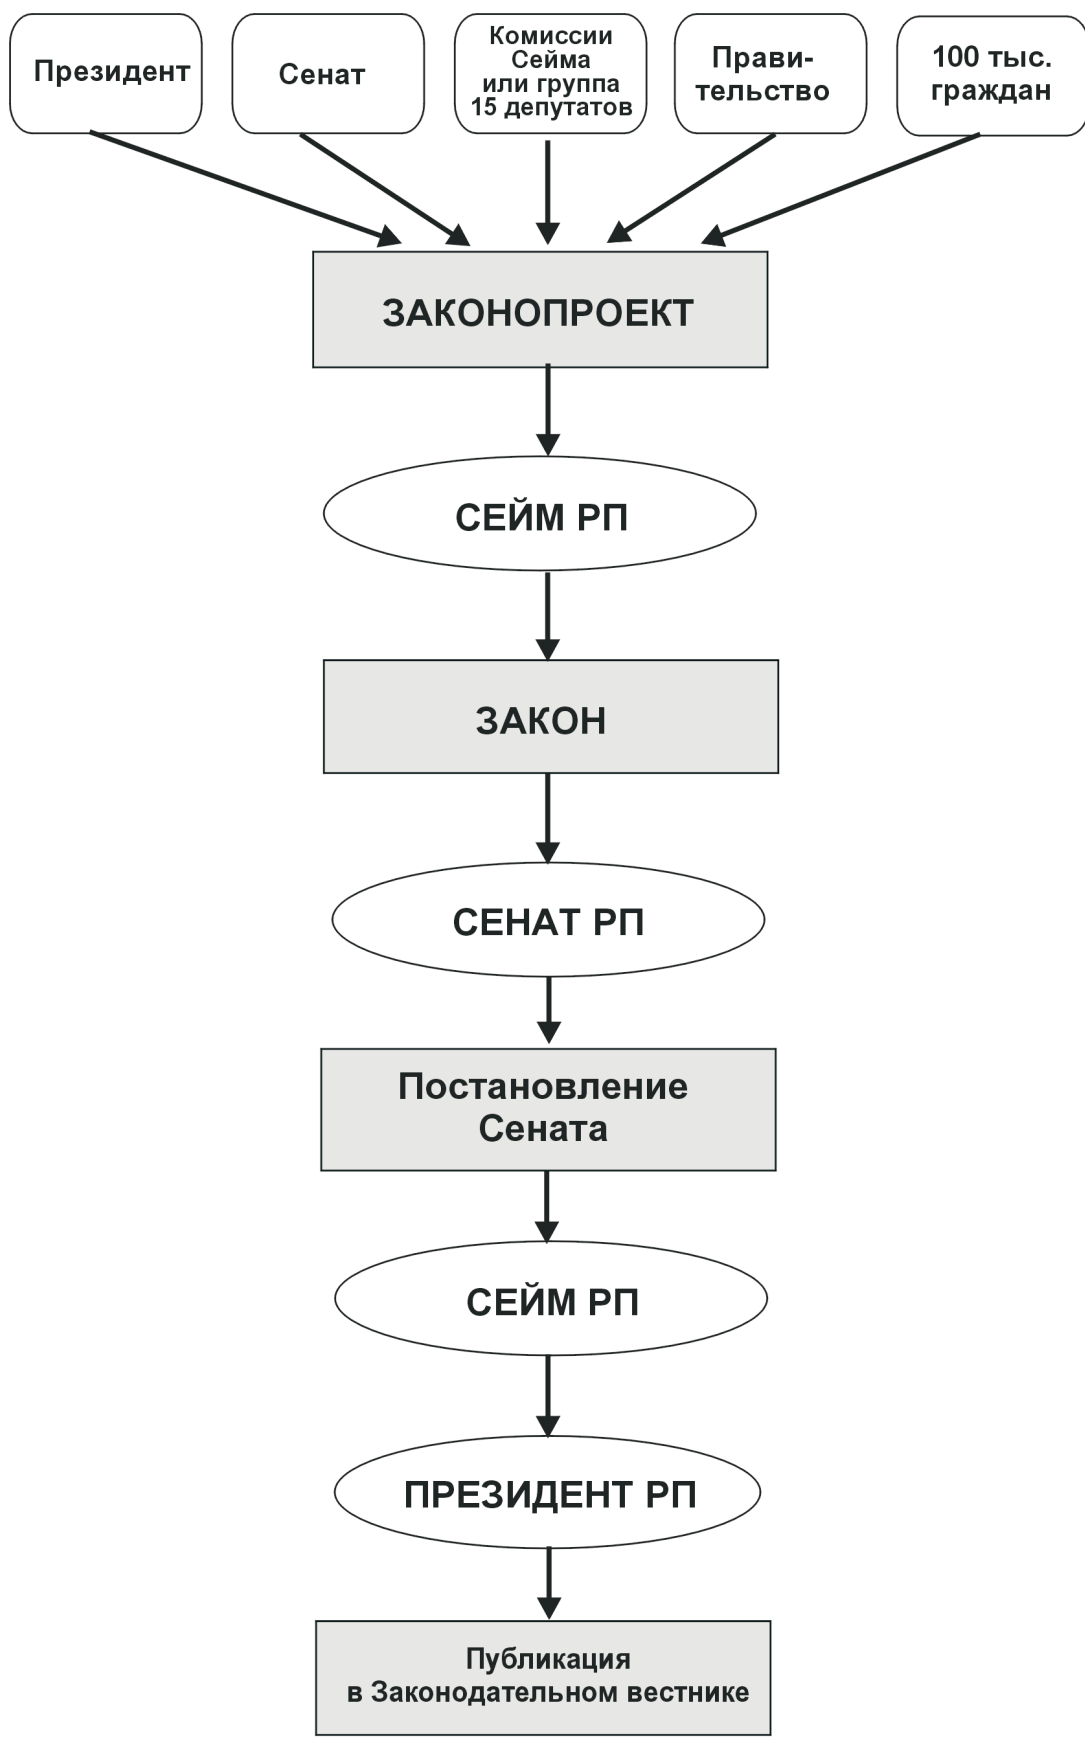 Президент
Сенат
Комиссии
Сейма
или группа
15 депутатов
Прави-
тельство
100 тыс.
граждан
ЗАКОНОПРОЕКТ
СЕЙМ РП
ЗАКОН
СЕНАТ РП
Постановление
Сената
СЕЙМ РП
ПРЕЗИДЕНТ РП
Публикация
в Законодательном вестнике